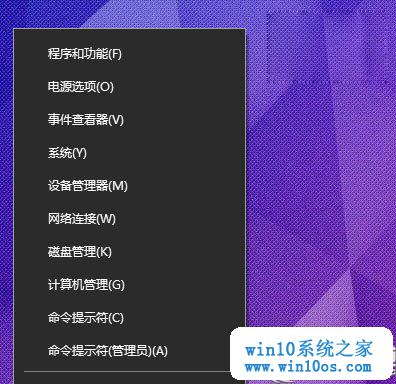 程序和功能(F)
电源选项(O)
事件查看器(V)
系统(Y)
设备管理器(M)
网络连接(W)
磁盘管理(K)
计算机管理(G)
命令提示符(C)
命令提示符(管理员)(A)
win10系统之家
www.win10os.com